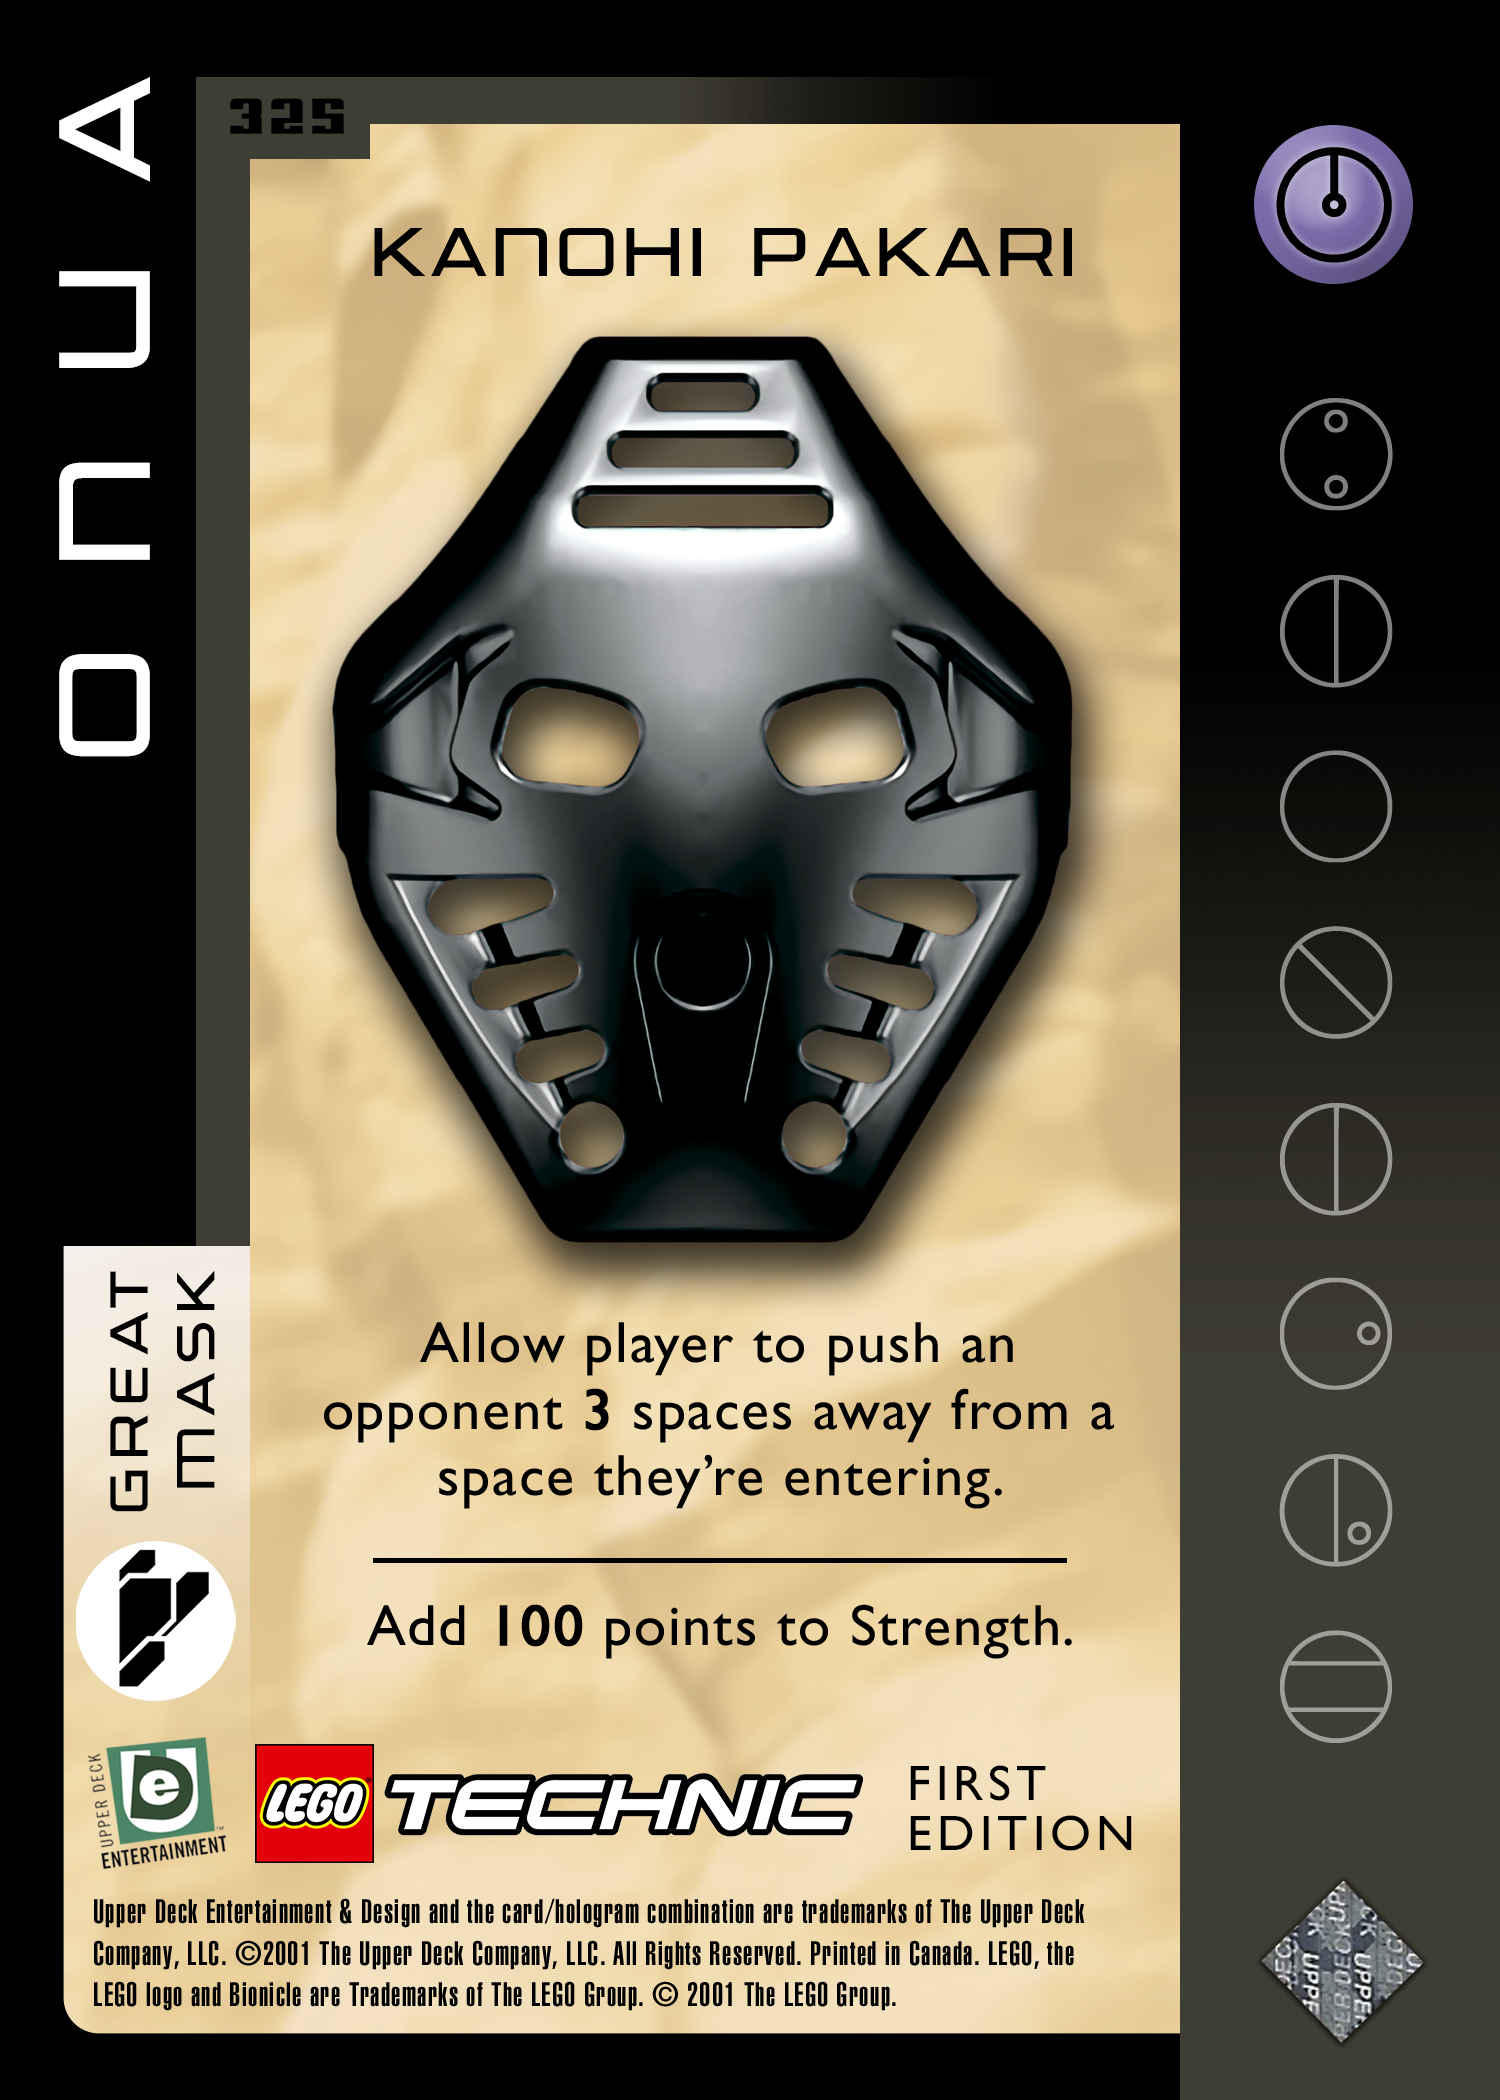 325
ONUA
KANOHI PAKARI
GREAT
MASK
Allow player to push an
opponent 3 spaces away from a
space they’re entering.
Add 100 points to Strength.
UPPER DECK
e
ENTERTAINMENT™
LEGO TECHNIC
FIRST
EDITION
Upper Deck Entertainment & Design and the card/hologram combination are trademarks of The Upper Deck
Company, LLC. ©2001 The Upper Deck Company, LLC. All Rights Reserved. Printed in Canada. LEGO, the
LEGO logo and Bionicle are Trademarks of The LEGO Group. © 2001 The LEGO Group.